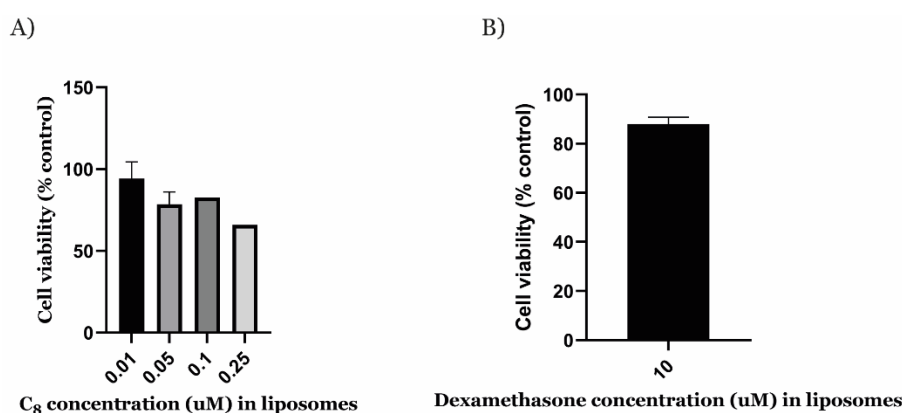 A)
B)
Cell viability (% control)
150
100
50
0
0.01
0.05
0.1
0.25
C₈ concentration (uM) in liposomes
Cell viability (% control)
100
80
60
40
20
0
10
Dexamethasone concentration (uM) in liposomes